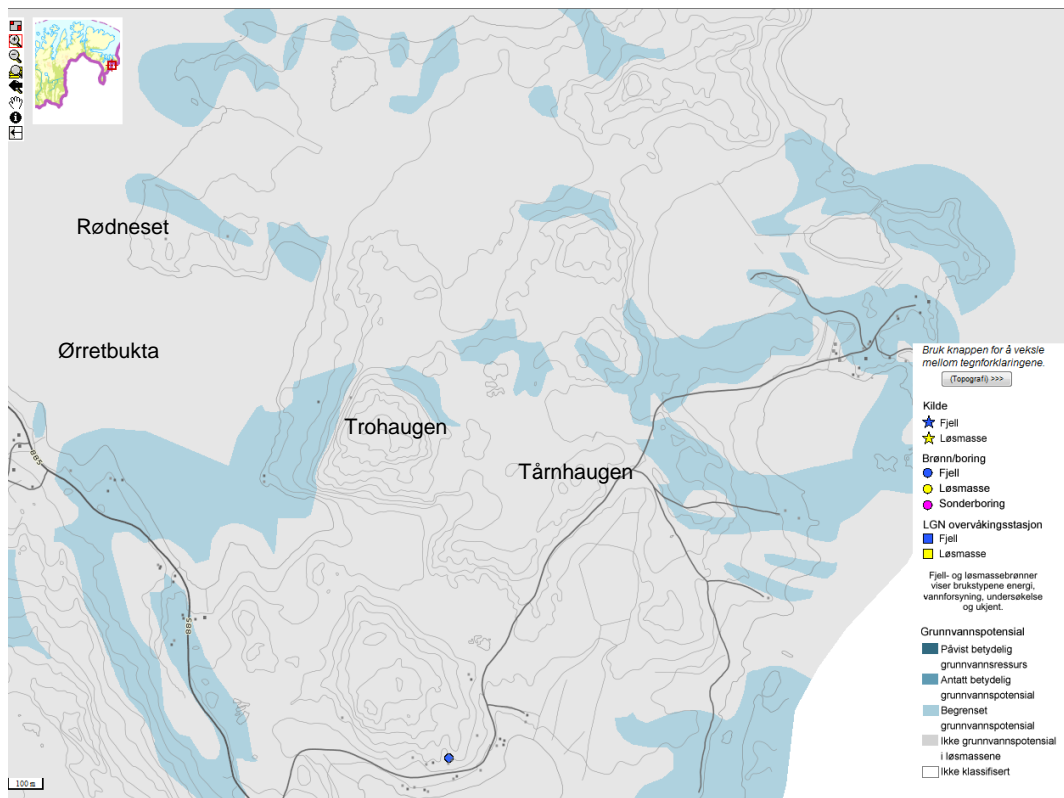 Rødneset
Ørretbukta
Trohaugen
Tårnhaugen
885
885
100 m
Bruk knappen for å veksle
mellom tegnforklaringene.
(Topografi) >>>
Kilde
Fjell
Løsmasse
Brønn/boring
Fjell
Løsmasse
Sonderboring
LGN overvåkingsstasjon
Fjell
Løsmasse
Fjell- og løsmassebrønner
viser brukstypene energi,
vannforsyning, undersøkelse
og ukjent.
Grunnvannspotensial
Påvist betydelig
grunnvannsressurs
Antatt betydelig
grunnvannspotensial
Begrenset
grunnvannspotensial
Ikke grunnvannspotensial
i løsmassene
Ikke klassifisert